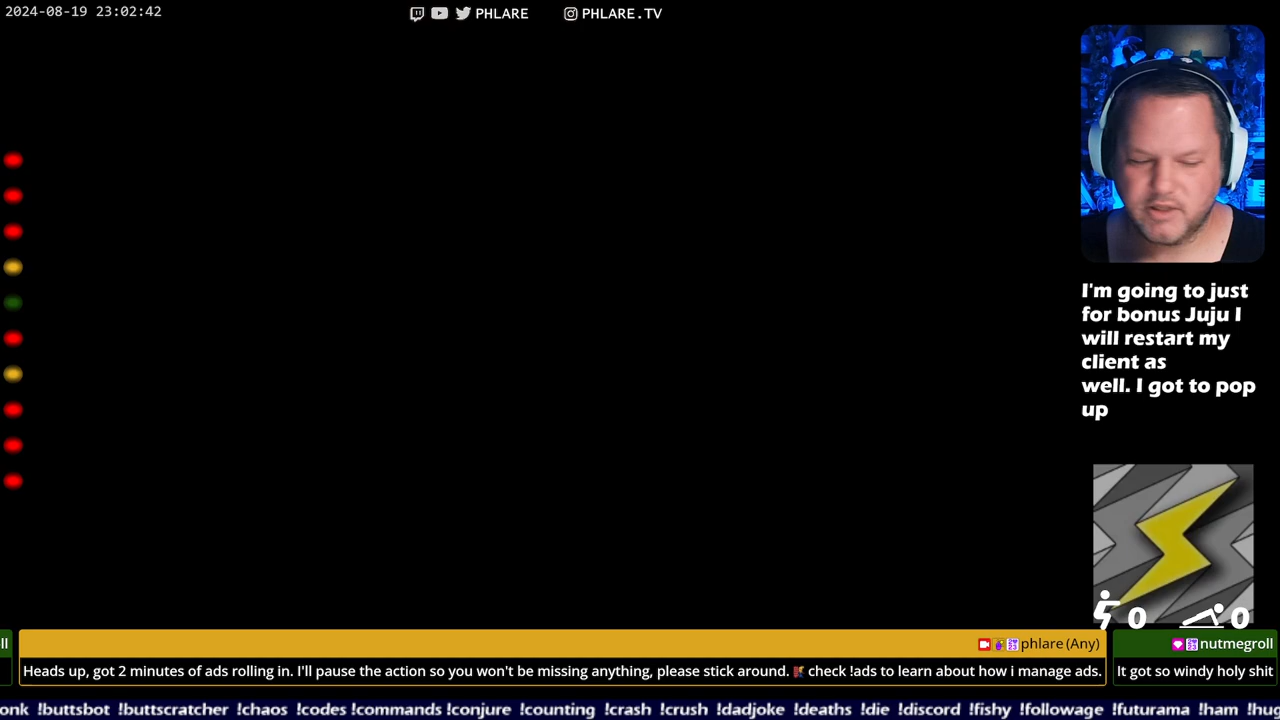 2024-08-19 23:02:42
PHLARE
PHLARE.TV
I'm going to just
for bonus Juju I
will restart my
client as
well. I got to pop
up
0
0
ll
phlare (Any)
nutmegroll
Heads up, got 2 minutes of ads rolling in. I'll pause the action so you won't be missing anything, please stick around. check !ads to learn about how i manage ads.
It got so windy holy shit
onk !buttsbot !buttscratcher !chaos !codes !commands !conjure !counting !crash !crush !dadjoke !deaths !die !discord !fishy !followage !futurama !ham !hug